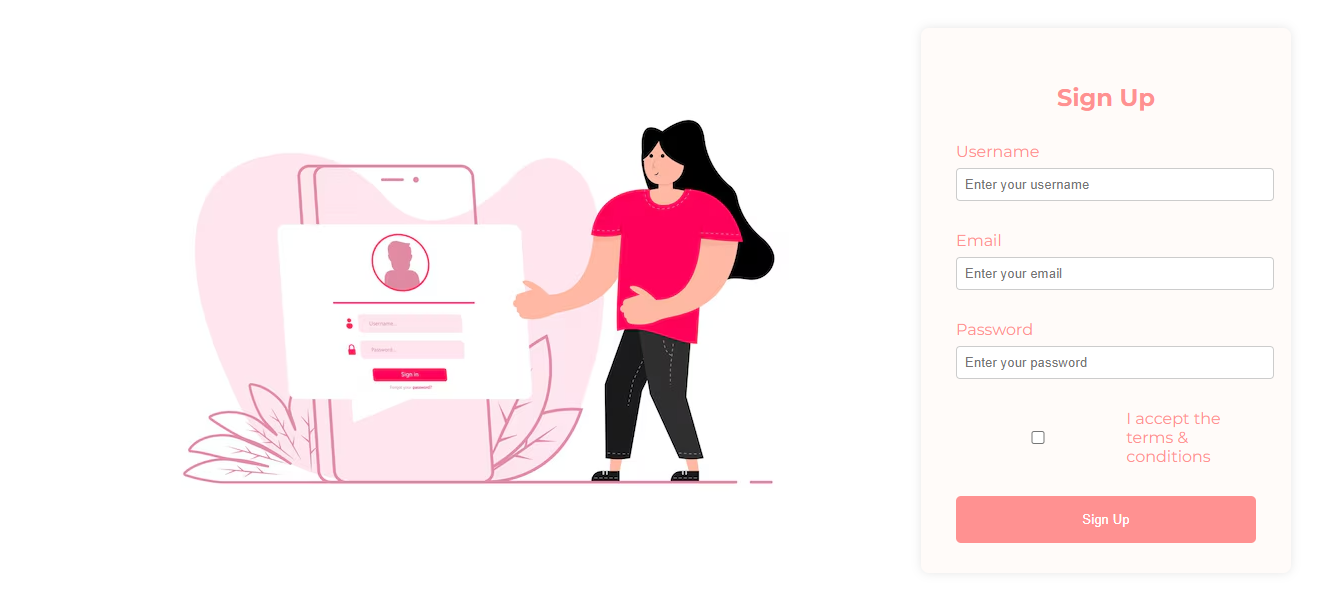 Sign Up
Username
Enter your username
Email
Enter your email
Password
Enter your password
I accept the
terms &
conditions
Sign Up
Username...
Password...
Sign in
password?